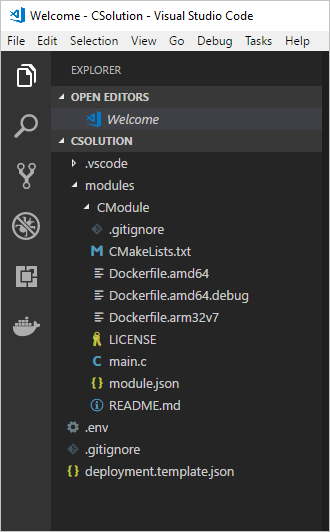 Welcome - CSolution - Visual Studio Code
File Edit Selection View Go Debug Tasks Help
EXPLORER
OPEN EDITORS
Welcome
CSOLUTION
.vscode
modules
CModule
.gitignore
CMakeLists.txt
Dockerfile.amd64
Dockerfile.amd64.debug
Dockerfile.arm32v7
LICENSE
main.c
module.json
README.md
.env
.gitignore
deployment.template.json